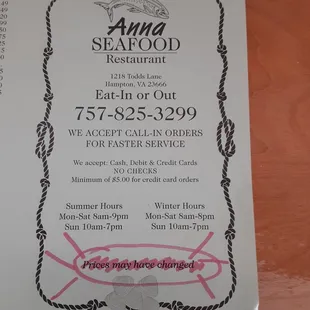 Anna
SEAFOOD
Restaurant
1218 Todds Lane
Hampton, VA 23666
Eat-In or Out
757-825-3299
WE ACCEPT CALL-IN ORDERS
FOR FASTER SERVICE
We accept: Cash, Debit & Credit Cards
NO CHECKS
Minimum of $5.00 for credit card orders
Summer Hours
Mon-Sat 8am-9pm
Sun 10am-7pm
Winter Hours
Mon-Sat 8am-8pm
Sun 10am-7pm
Prices may have changed